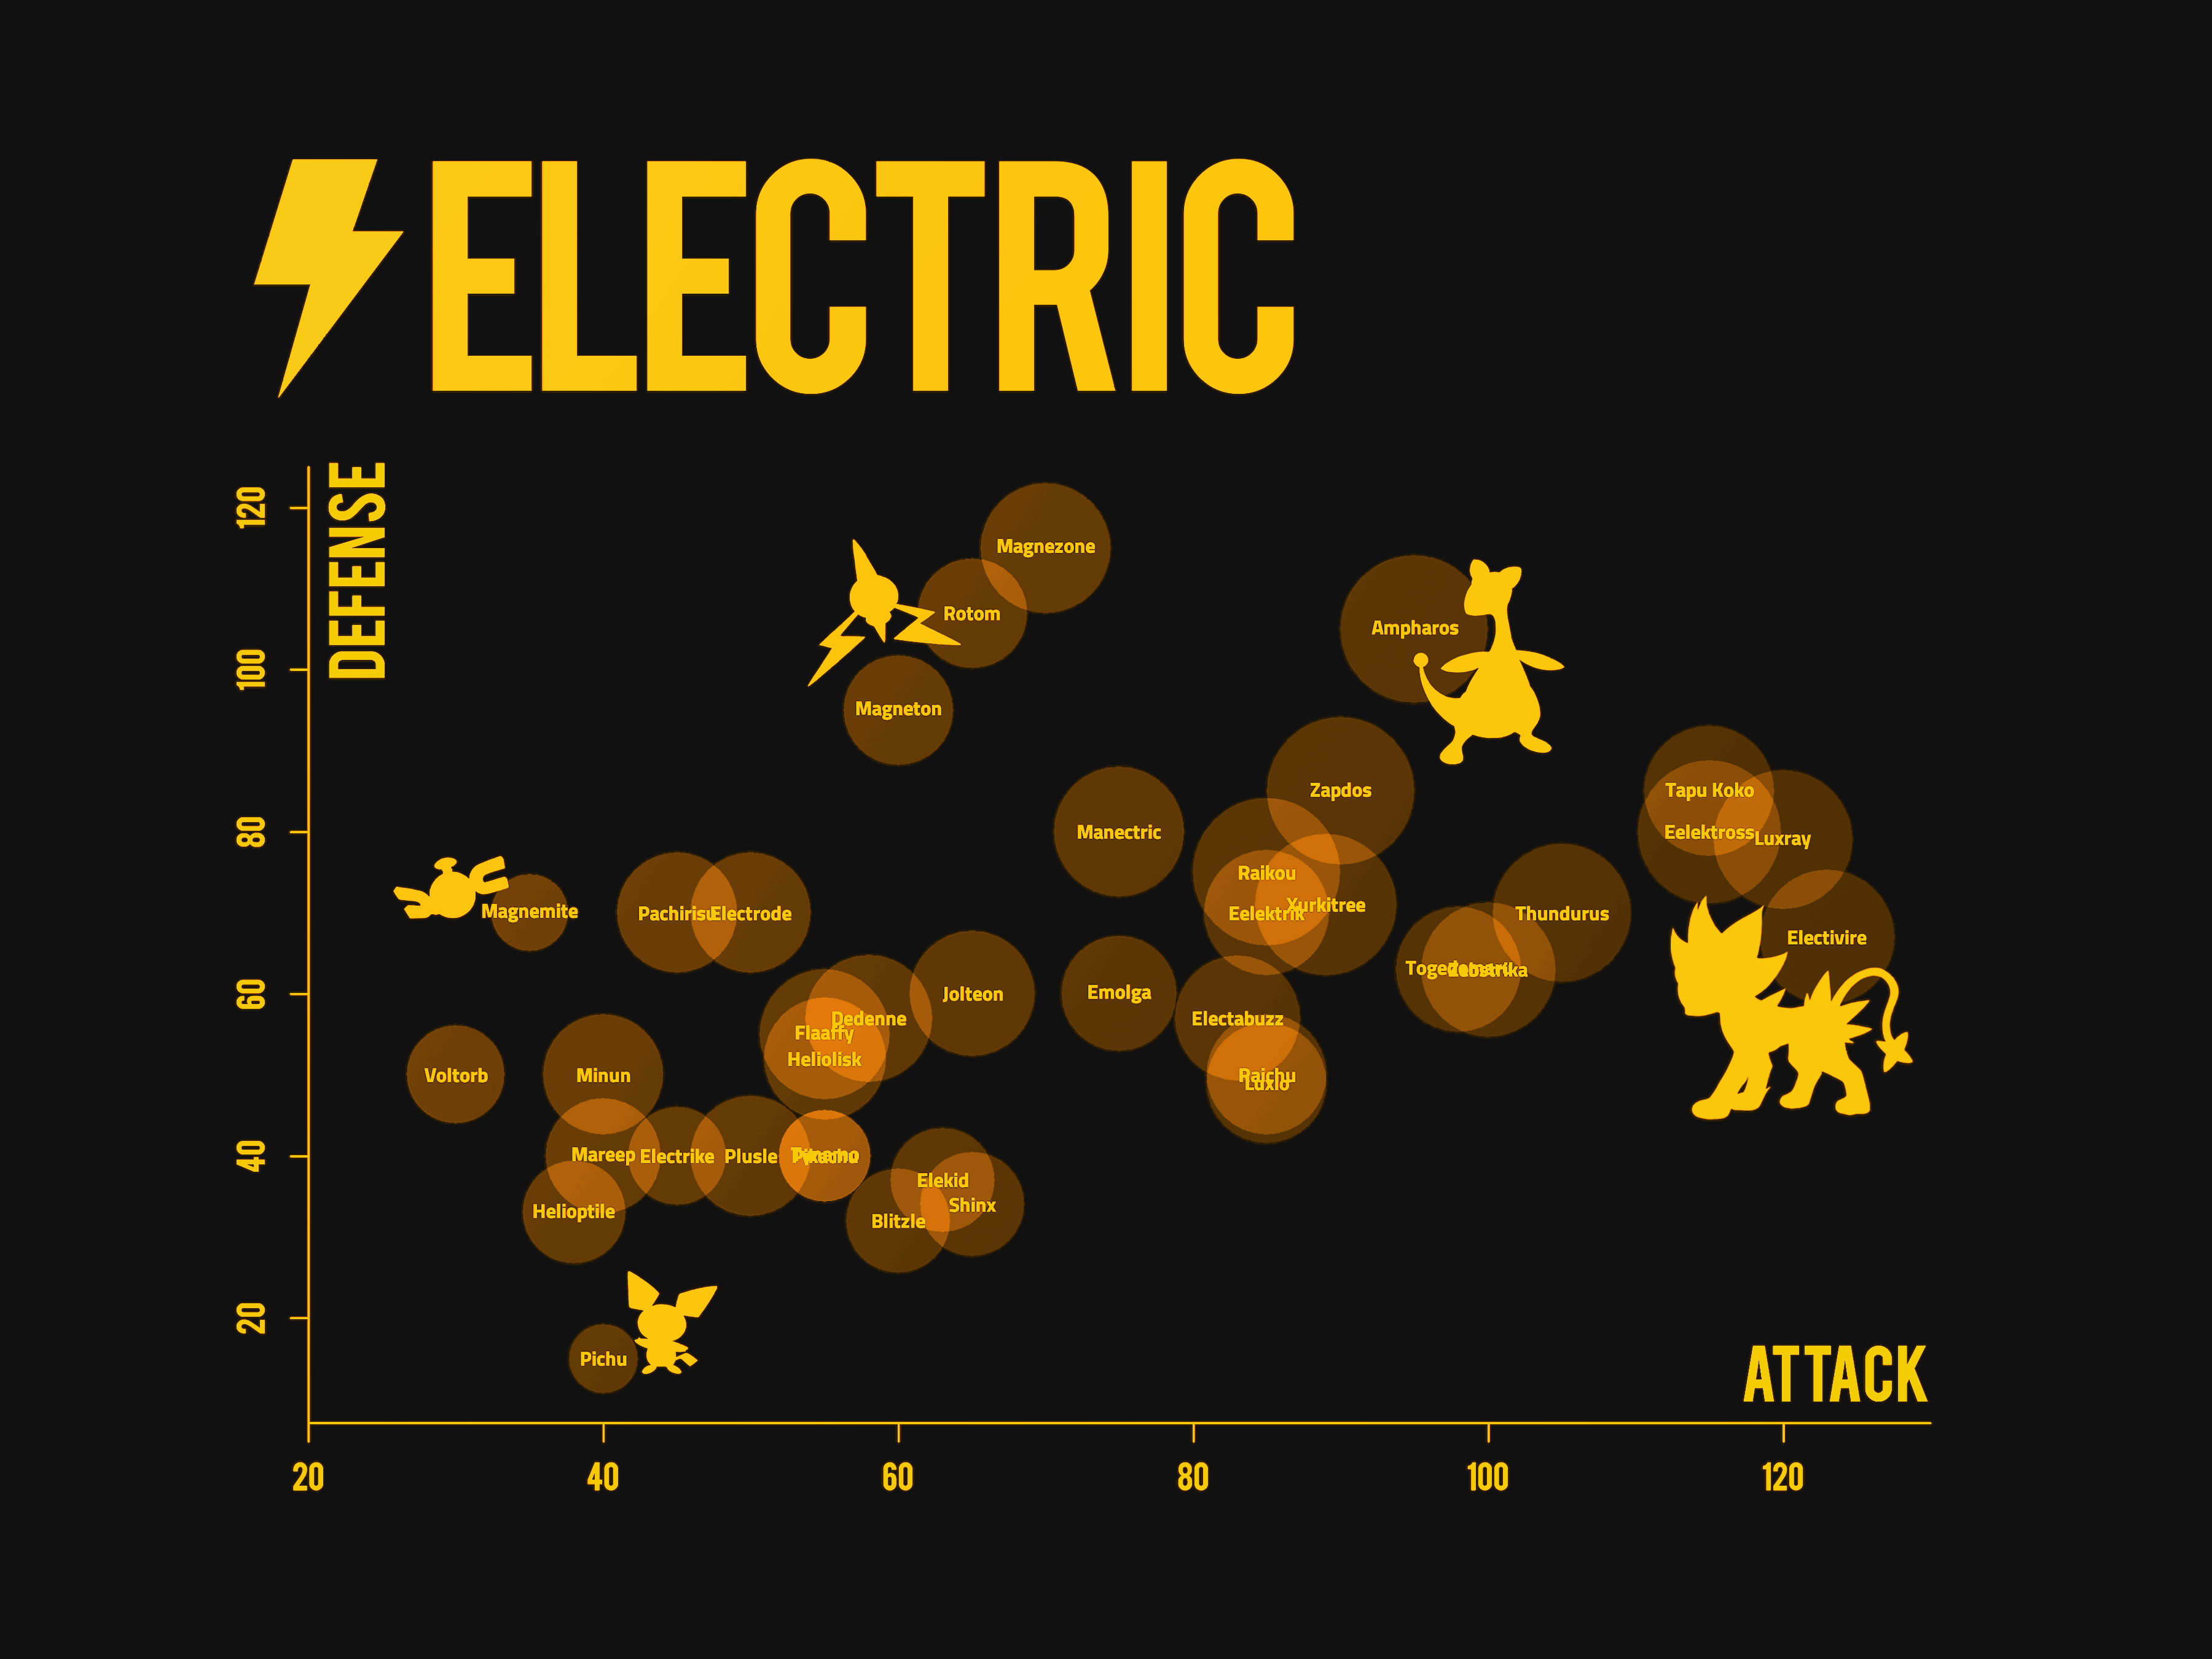 ELECTRIC
DEFENSE
120
100
80
60
40
20
Magnezone
Rotom
Ampharos
Magneton
Zapdos
Tapu Koko
Manectric
Eelektross
Luxray
Raikou
Xurkitree
Magnemite
Pachirisu
Electrode
Eelektrik
Thundurus
Electivire
Togedemaru
Zebstrika
Jolteon
Emolga
Dedenne
Electabuzz
Flaaffy
Heliolisk
Voltorb
Minun
Raichu
Luxio
Mareep
Electrike
Plusle
Tynamo
Pikachu
Elekid
Shinx
Helioptile
Blitzle
Pichu
ATTACK
20
40
60
80
100
120